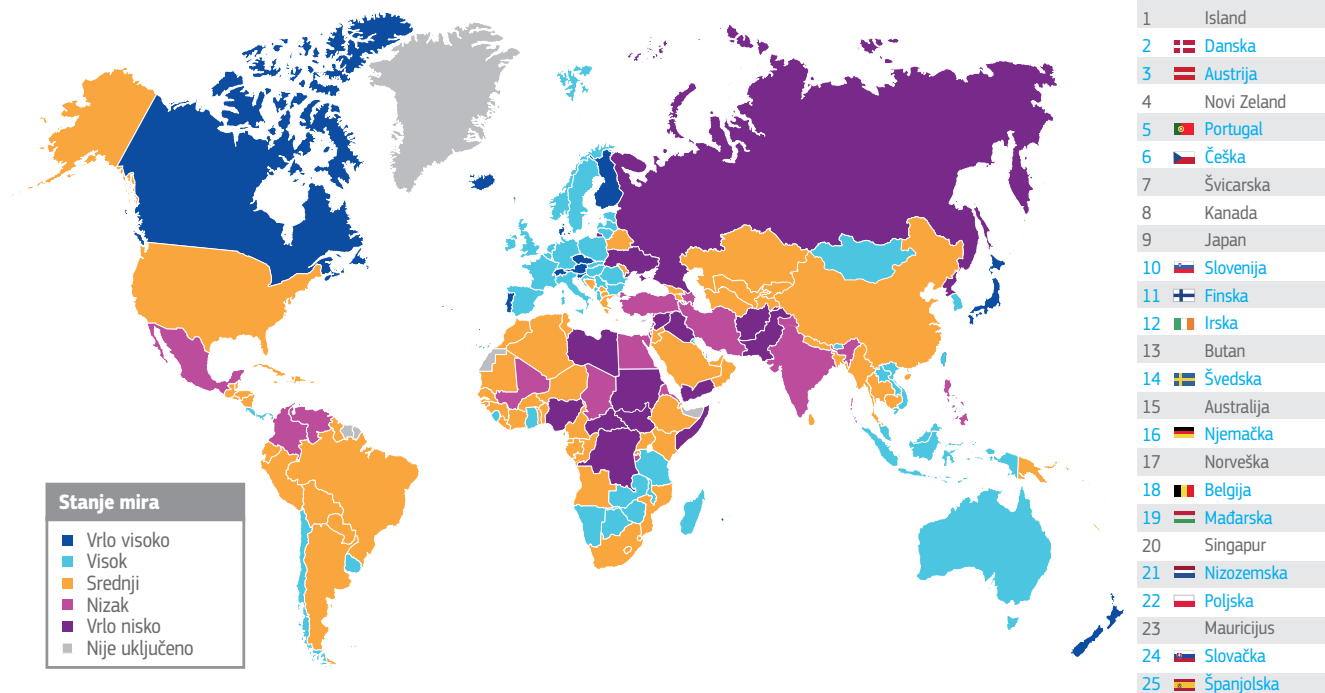 Stanje mira
Vrlo visoko
Visok
Srednji
Nizak
Vrlo nisko
Nije uključeno
1 Island
2 Danska
3 Austrija
4 Novi Zeland
5 Portugal
6 Češka
7 Švicarska
8 Kanada
9 Japan
10 Slovenija
11 Finska
12 Irska
13 Butan
14 Švedska
15 Australija
16 Njemačka
17 Norveška
18 Belgija
19 Mađarska
20 Singapur
21 Nizozemska
22 Poljska
23 Mauricijus
24 Slovačka
25 Španjolska